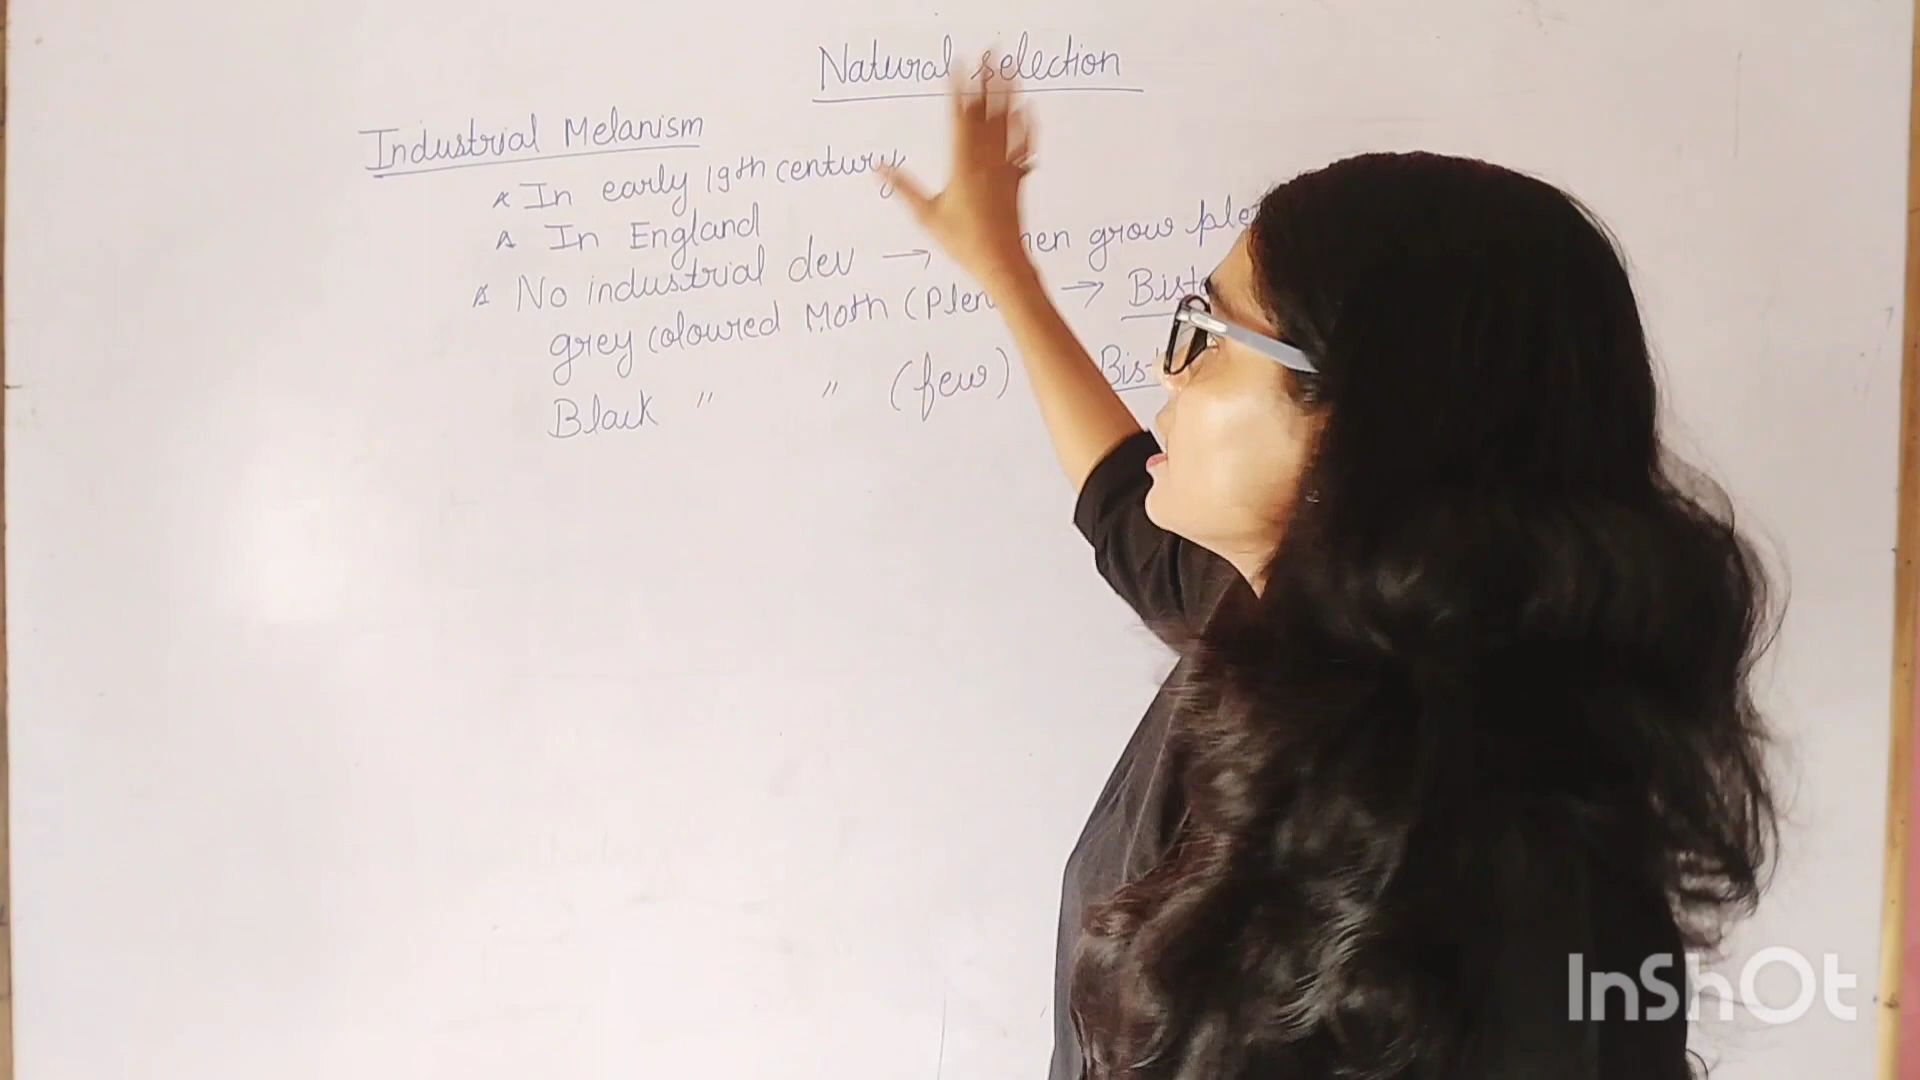 Natural selection
Industrial Melanism
In early 19th century
In England
No industrial dev → grow
grey coloured Moth ( →
Black " " (few)
InShOt